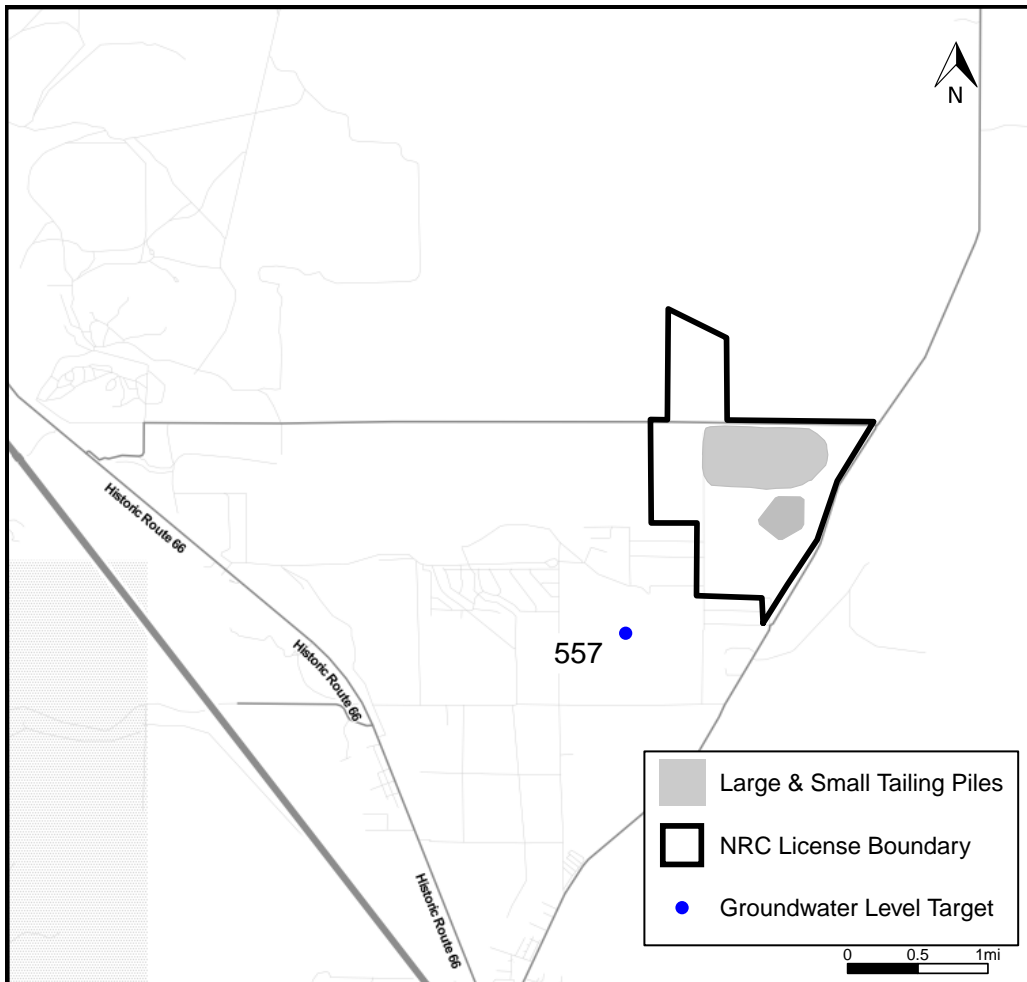 N
Historic Route 66
Historic Route 66
557
Historic Route 66
Large & Small Tailing Piles
NRC License Boundary
Groundwater Level Target
0 0.5 1mi